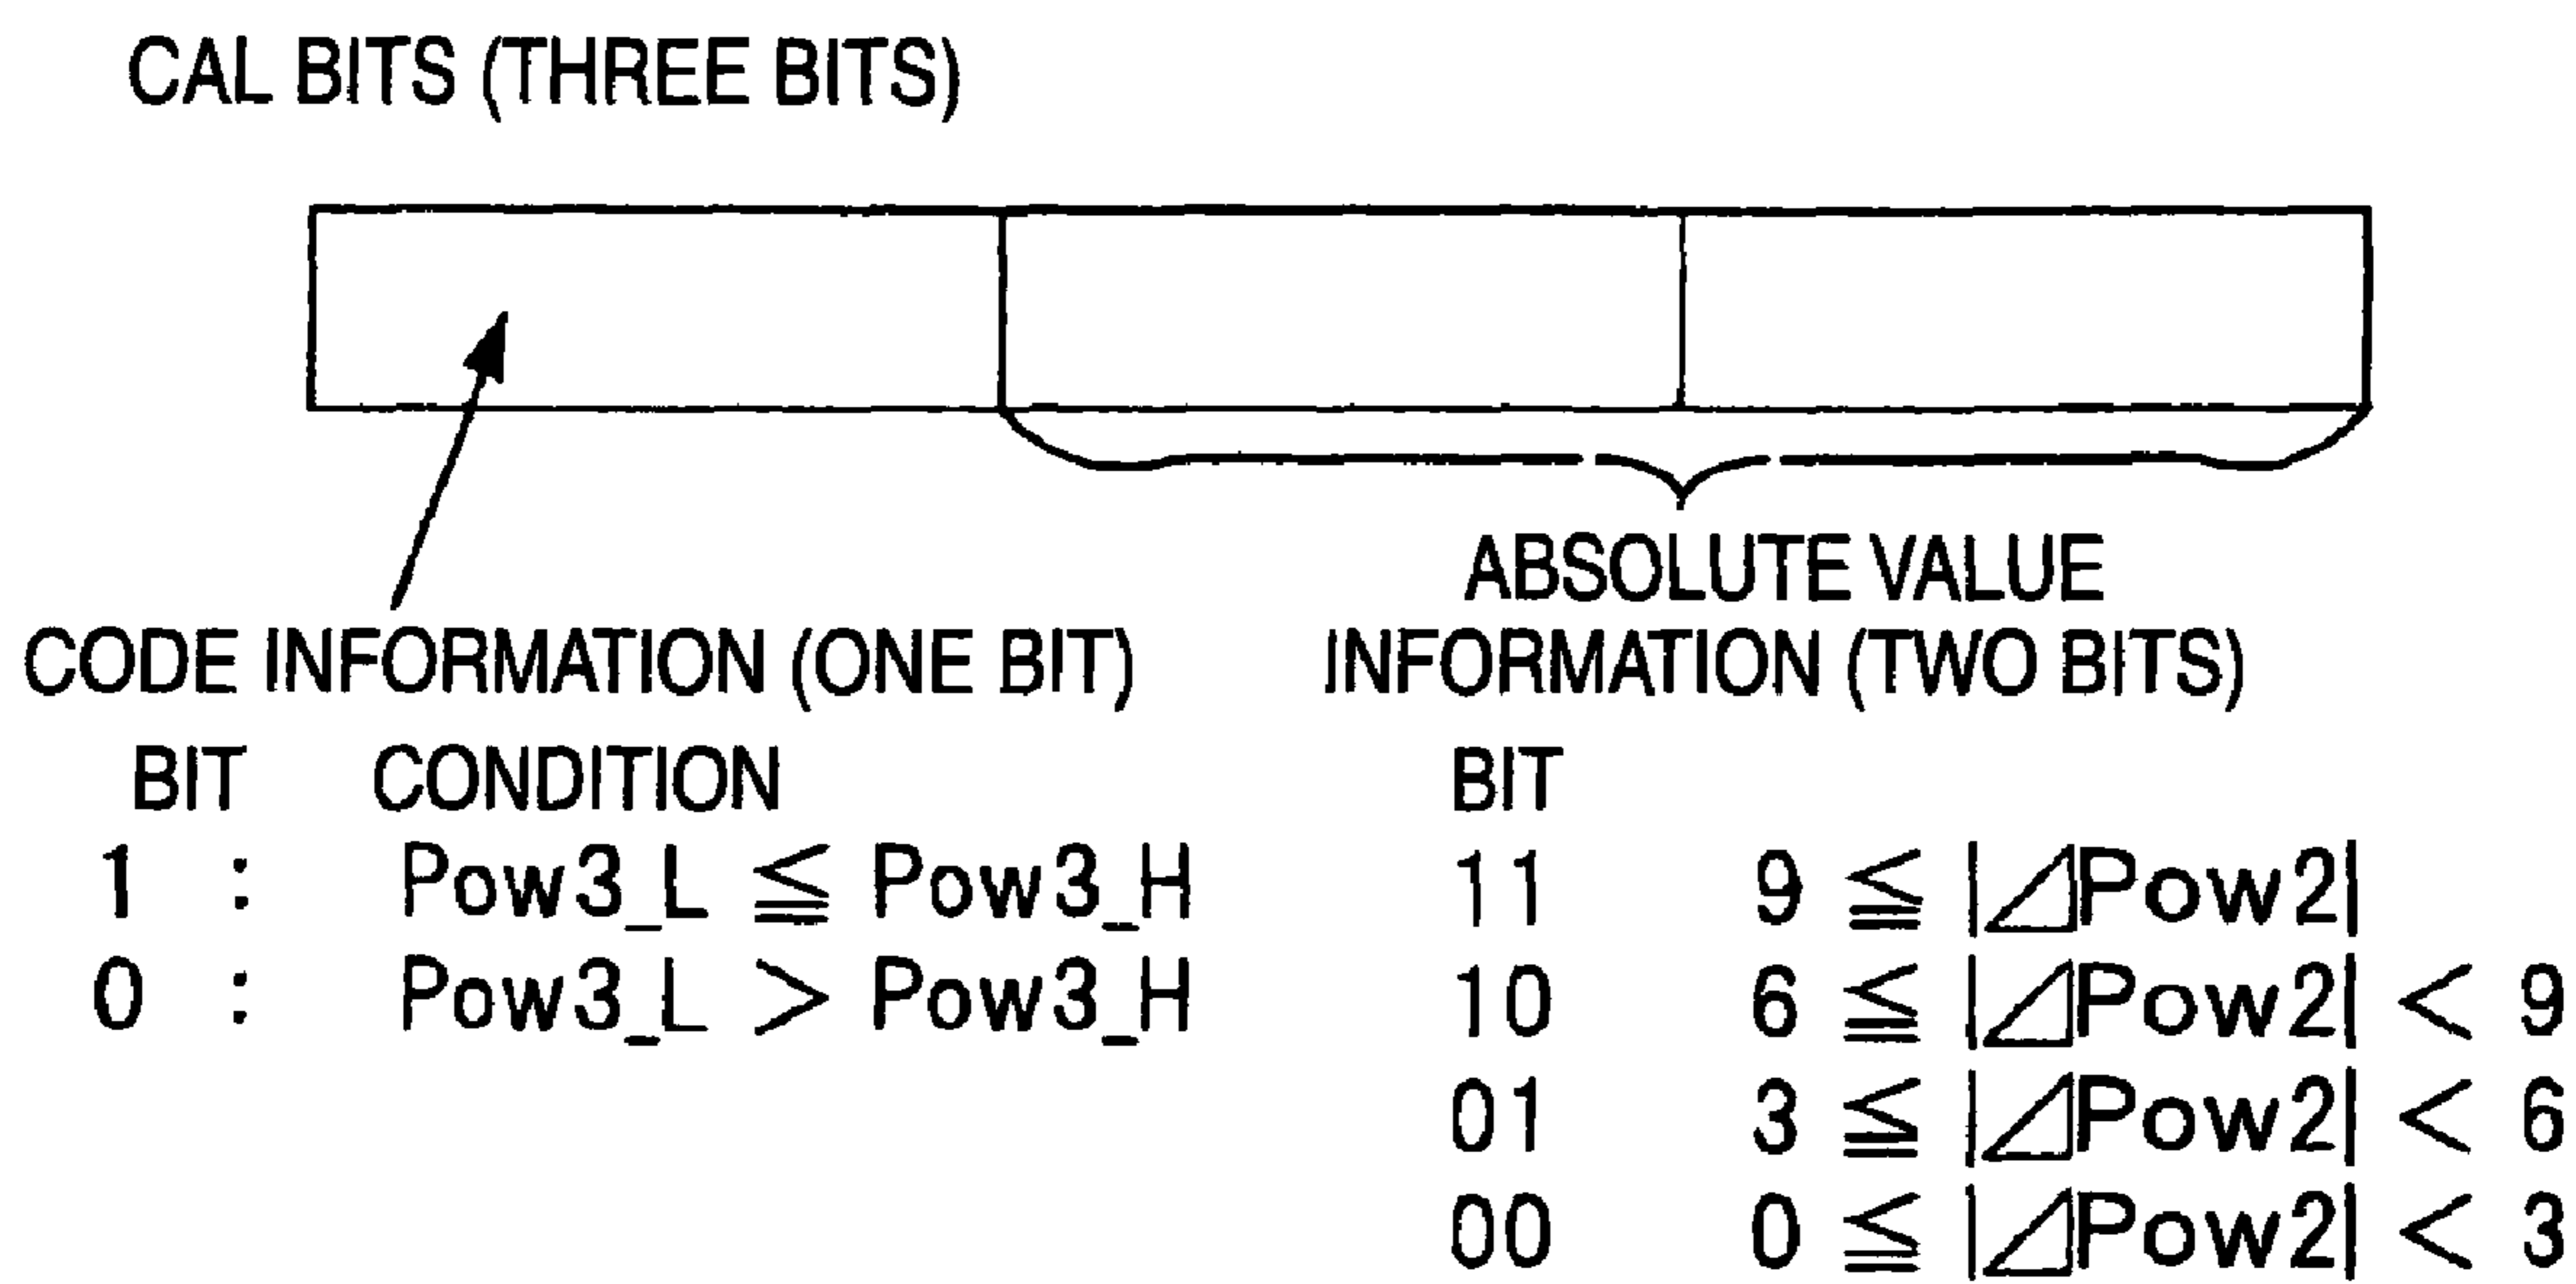 CAL BITS (THREE BITS)
CODE INFORMATION (ONE BIT)
BIT CONDITION
1 : Pow3_L ≦ Pow3_H
0 : Pow3_L > Pow3_H
ABSOLUTE VALUE
INFORMATION (TWO BITS)
BIT
11 9 ≦ |⊿Pow2|
10 6 ≦ |⊿Pow2| < 9
01 3 ≦ |⊿Pow2| < 6
00 0 ≦ |⊿Pow2| < 3